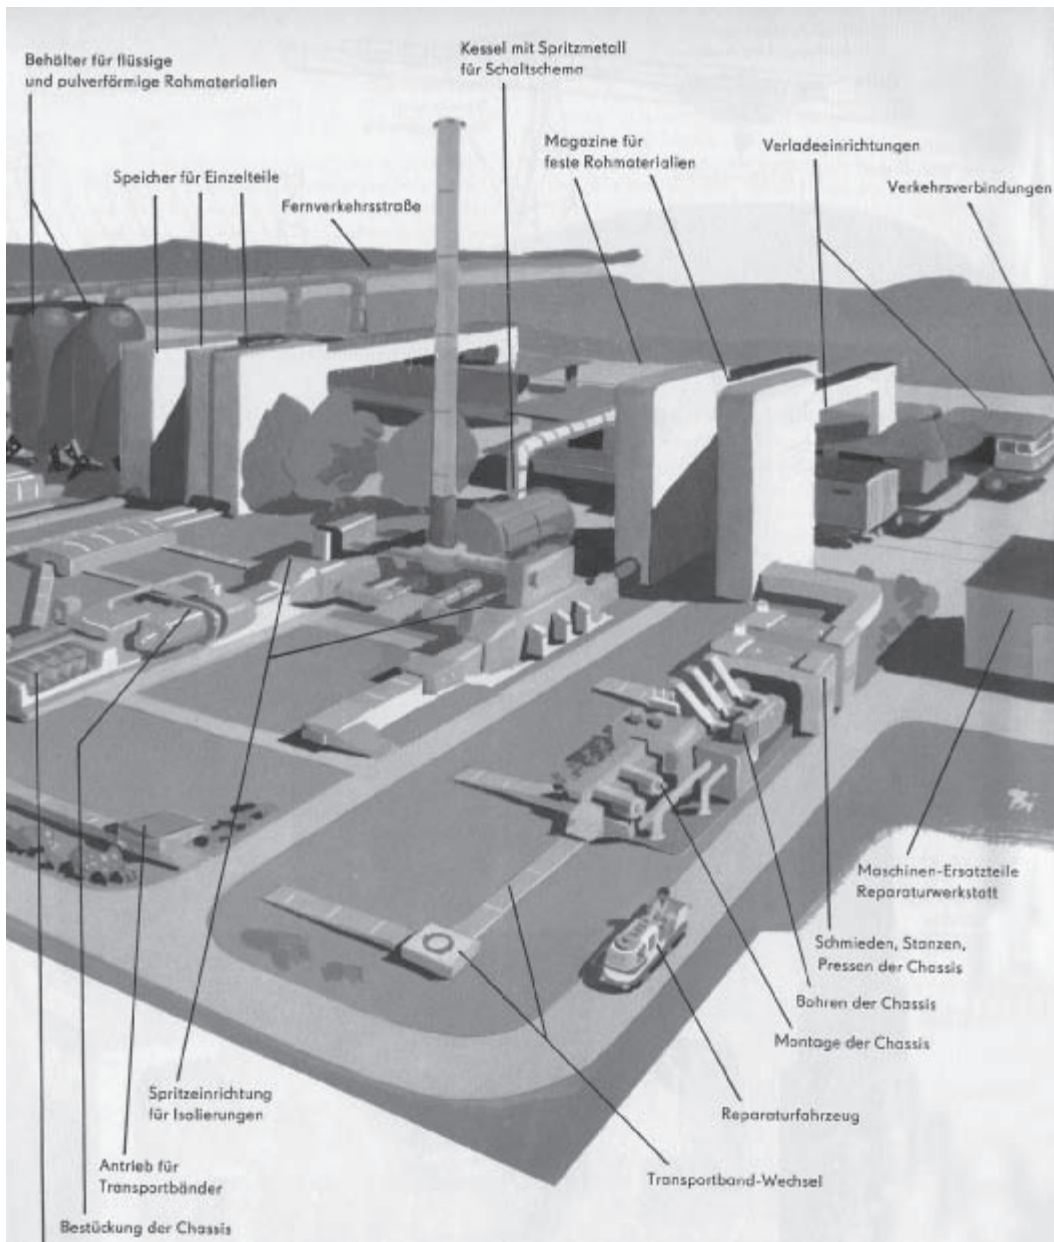 Behälter für flüssige
und pulverförmige Rohmaterialien
Kessel mit Spritzmetall
für Schaltschema
Magazine für
feste Rohmaterialien
Verladeeinrichtungen
Verkehrsverbindungen
Speicher für Einzelteile
Fernverkehrsstraße
Maschinen-Ersatzteile
Reparaturwerkstatt
Schmieden, Stanzen,
Pressen der Chassis
Bohren der Chassis
Montage der Chassis
Reparaturfahrzeug
Transportband-Wechsel
Spritzeinrichtung
für Isolierungen
Antrieb für
Transportbänder
Bestückung der Chassis